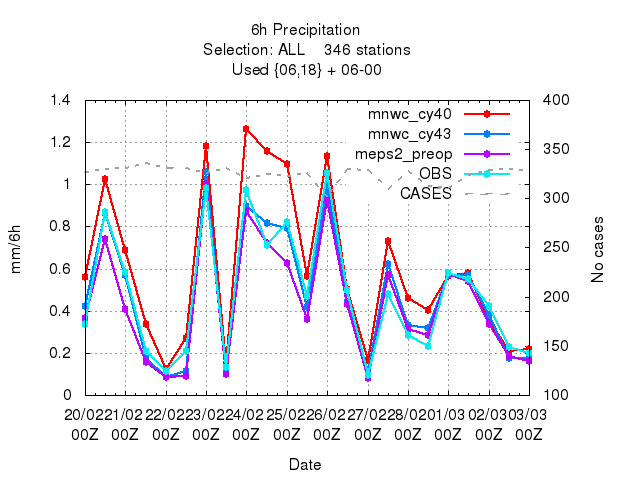 6h Precipitation
Selection: ALL 346 stations
Used {06,18} + 06-00
mm/6h
No cases
1.4
1.2
1
0.8
0.6
0.4
0.2
0
400
350
300
250
200
150
100
mnwc_cy40
mnwc_cy43
meps2_preop
OBS
CASES
20/02 21/02 22/02 23/02 24/02 25/02 26/02 27/02 28/02 01/03 02/03 03/03
00Z 00Z 00Z 00Z 00Z 00Z 00Z 00Z 00Z 00Z 00Z 00Z
Date